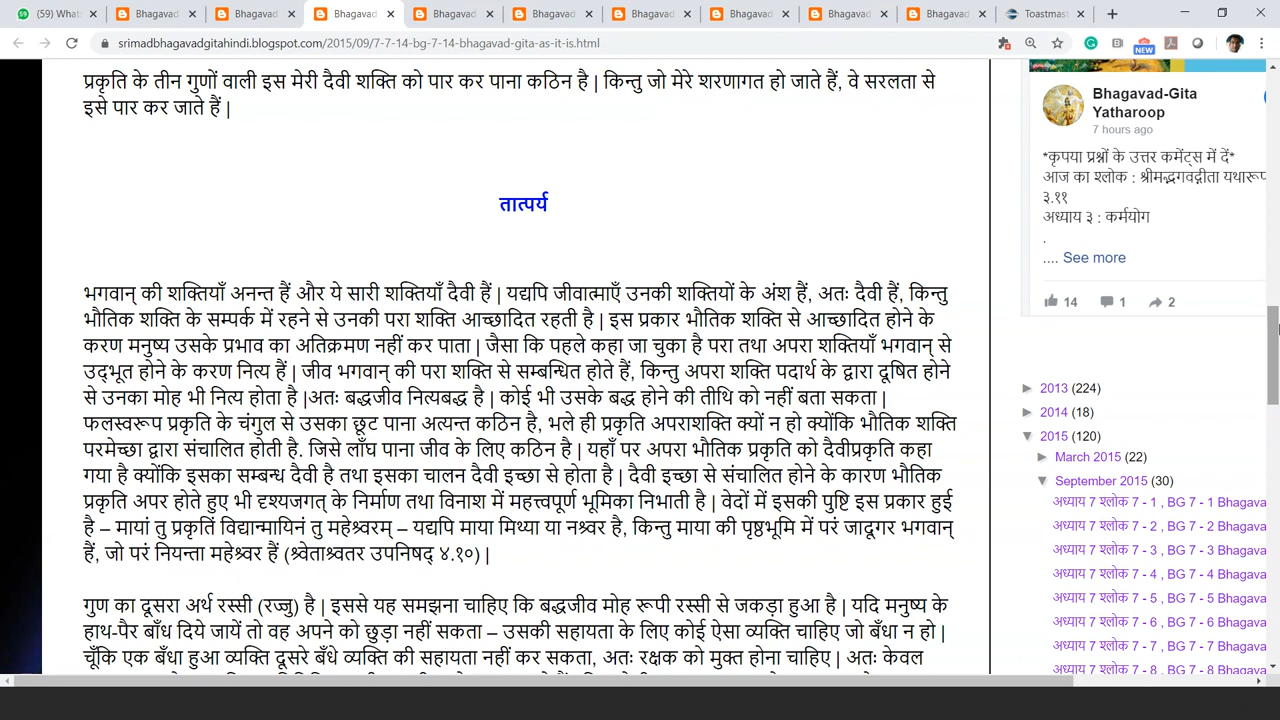 (59) What
Bhagavad
Bhagavad
Bhagavad
Bhagavad
Bhagavad
Bhagavad
Bhagavad
Bhagavad
Bhagavad
Toastmast
srimadbhagavadgitahindi.blogspot.com/2015/09/7-7-14-bg-7-14-bhagavad-gita-as-it-is.html
NEW
प्रकृति के तीन गुणों वाली इस मेरी दैवी शक्ति को पार कर पाना कठिन है | किन्तु जो मेरे शरणागत हो जाते हैं, वे सरलता से
इसे पार कर जाते हैं |
तात्पर्य
भगवान् की शक्तियाँ अनन्त हैं और ये सारी शक्तियाँ दैवी हैं | यद्यपि जीवात्माएँ उनकी शक्तियों के अंश हैं, अतः दैवी हैं, किन्तु
भौतिक शक्ति के सम्पर्क में रहने से उनकी परा शक्ति आच्छादित रहती है | इस प्रकार भौतिक शक्ति से आच्छादित होने के
करण मनुष्य उसके प्रभाव का अतिक्रमण नहीं कर पाता | जैसा कि पहले कहा जा चुका है परा तथा अपरा शक्तियाँ भगवान् से
उद्भूत होने के करण नित्य हैं | जीव भगवान् की परा शक्ति से सम्बन्धित होते हैं, किन्तु अपरा शक्ति पदार्थ के द्वारा दूषित होने
से उनका मोह भी नित्य होता है |अतः बद्धजीव नित्यबद्ध है | कोई भी उसके बद्ध होने की तीथि को नहीं बता सकता |
फलस्वरूप प्रकृति के चंगुल से उसका छूट पाना अत्यन्त कठिन है, भले ही प्रकृति अपराशक्ति क्यों न हो क्योंकि भौतिक शक्ति
परमेच्छा द्वारा संचालित होती है. जिसे लाँघ पाना जीव के लिए कठिन है | यहाँ पर अपरा भौतिक प्रकृति को दैवीप्रकृति कहा
गया है क्योंकि इसका सम्बन्ध दैवी है तथा इसका चालन दैवी इच्छा से होता है | दैवी इच्छा से संचालित होने के कारण भौतिक
प्रकृति अपर होते हुए भी दृश्यजगत् के निर्माण तथा विनाश में महत्त्वपूर्ण भूमिका निभाती है | वेदों में इसकी पुष्टि इस प्रकार हुई
है – मायां तु प्रकृतिं विद्यान्मायिनं तु महेश्र्वरम् – यद्यपि माया मिथ्या या नश्र्वर है, किन्तु माया की पृष्ठभूमि में परं जादूगर भगवान्
हैं, जो परं नियन्ता महेश्र्वर हैं (श्र्वेताश्र्वतर उपनिषद् ४.१०) |
गुण का दूसरा अर्थ रस्सी (रज्जु) है | इससे यह समझना चाहिए कि बद्धजीव मोह रूपी रस्सी से जकड़ा हुआ है | यदि मनुष्य के
हाथ-पैर बाँध दिये जायें तो वह अपने को छुड़ा नहीं सकता – उसकी सहायता के लिए कोई ऐसा व्यक्ति चाहिए जो बँधा न हो |
चूँकि एक बँधा हुआ व्यक्ति दूसरे बँधे व्यक्ति की सहायता नहीं कर सकता, अतः रक्षक को मुक्त होना चाहिए | अतः केवल
Bhagavad-Gita
Yatharoop
7 hours ago
*कृपया प्रश्नों के उत्तर कमेंट्स में दें*
आज का श्लोक : श्रीमद्भगवद्गीता यथारूप
३.११
अध्याय ३ : कर्मयोग
.
.... See more
14
1
2
2013 (224)
2014 (18)
2015 (120)
March 2015 (22)
September 2015 (30)
अध्याय 7 श्लोक 7 - 1 , BG 7 - 1 Bhagava
अध्याय 7 श्लोक 7 - 2 , BG 7 - 2 Bhagava
अध्याय 7 श्लोक 7 - 3 , BG 7 - 3 Bhagava
अध्याय 7 श्लोक 7 - 4 , BG 7 - 4 Bhagava
अध्याय 7 श्लोक 7 - 5 , BG 7 - 5 Bhagava
अध्याय 7 श्लोक 7 - 6 , BG 7 - 6 Bhagava
अध्याय 7 श्लोक 7 - 7 , BG 7 - 7 Bhagava
अध्याय 7 श्लोक 7 - 8 , BG 7 - 8 Bhagava